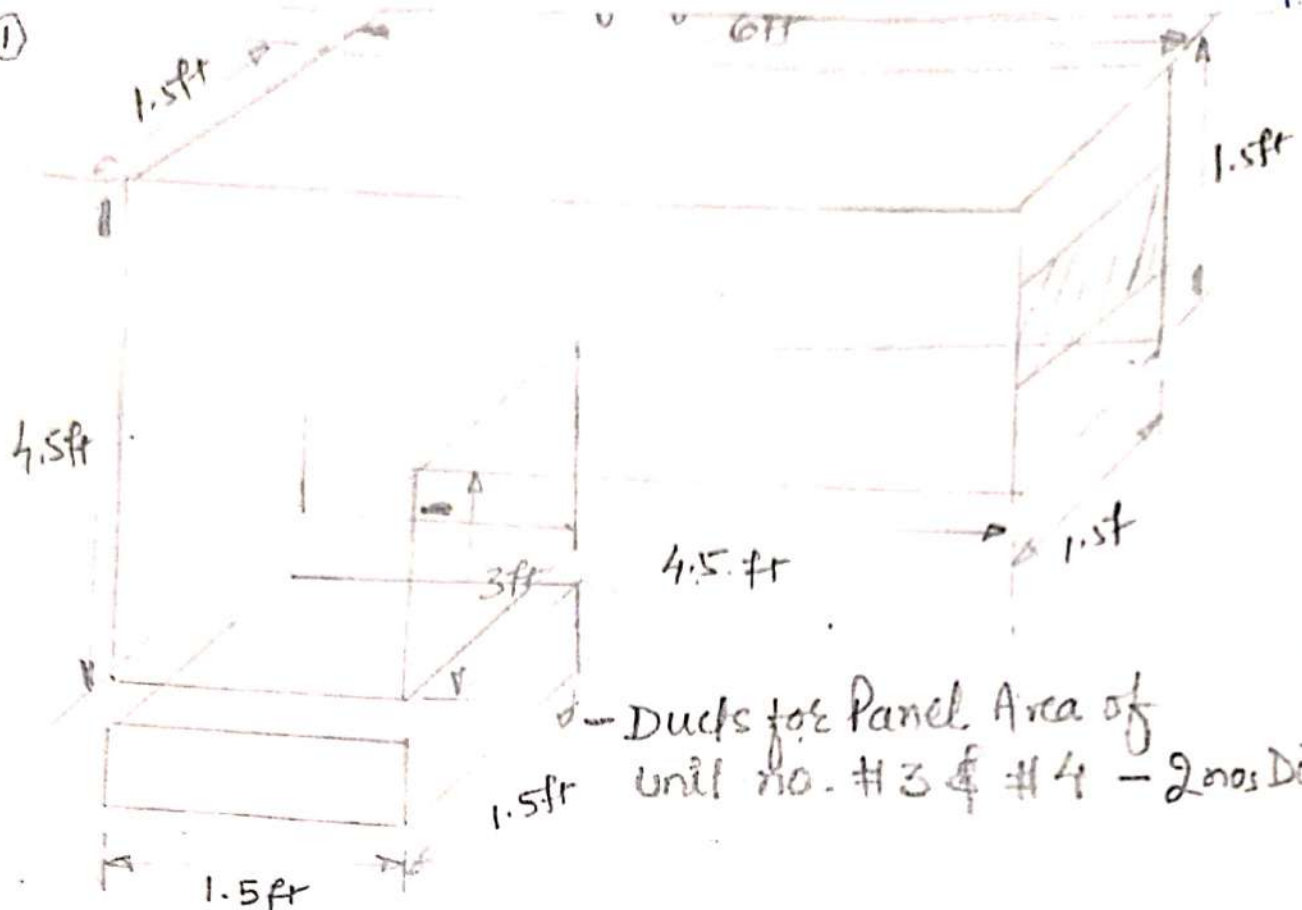 1)
6ft
1.5ft
1.5ft
4.5ft
3ft
4.5 ft
1.5f
- Ducts for Panel Area of
unit no. #3 & #4 - 2nos
1.5ft
1.5ft